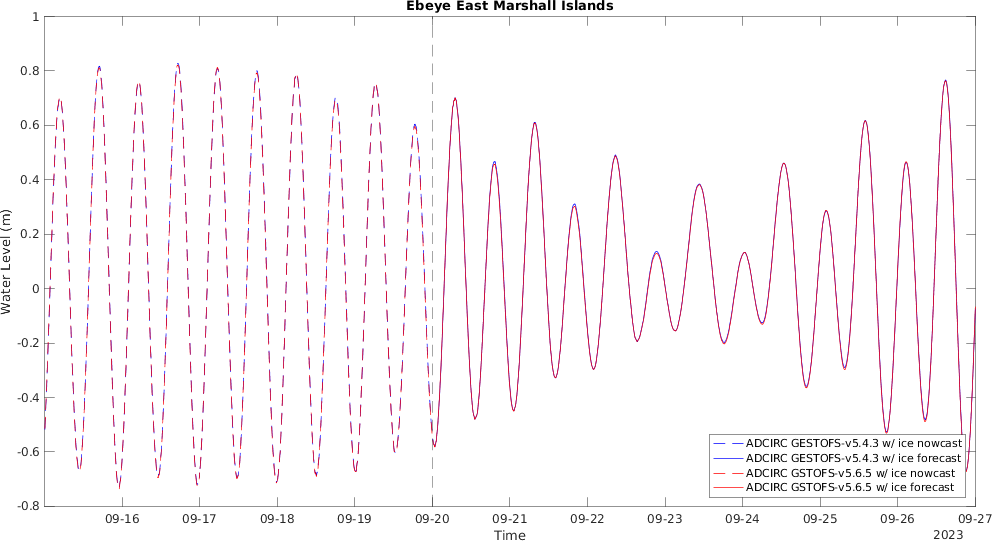 Ebeye East Marshall Islands
1
0.8
0.6
0.4
0.2
0
-0.2
-0.4
-0.6
-0.8
Water Level (m)
ADCIRC GESTOFS-v5.4.3 w/ ice nowcast
ADCIRC GESTOFS-v5.4.3 w/ ice forecast
ADCIRC GSTOFS-v5.6.5 w/ ice nowcast
ADCIRC GSTOFS-v5.6.5 w/ ice forecast
09-16 09-17 09-18 09-19 09-20 09-21 09-22 09-23 09-24 09-25 09-26 09-27
Time
2023